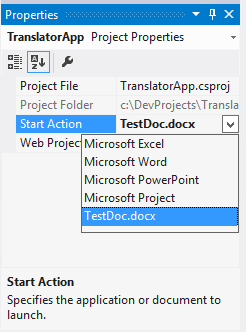 Properties
TranslatorApp Project Properties
Project File TranslatorApp.csproj
Project Folder c:\DevProjects\Transla
Start Action TestDoc.docx
Web Project
Microsoft Excel
Microsoft Word
Microsoft PowerPoint
Microsoft Project
TestDoc.docx
Start Action
Specifies the application or document to
launch.